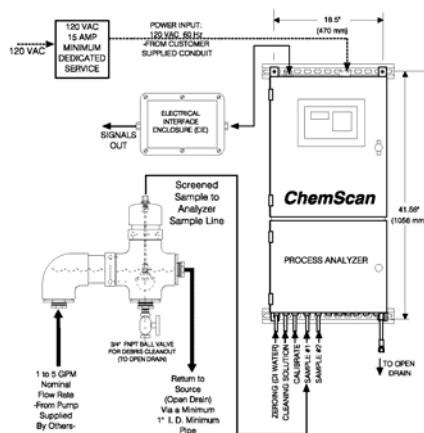 120 VAC
120 VAC
15 AMP
MINIMUM
DEDICATED
SERVICE
POWER INPUT:
120 VAC, 60 Hz
-FROM CUSTOMER
SUPPLIED CONDUIT
18.5"
(470 mm)
ELECTRICAL
INTERFACE
ENCLOSURE (EIE)
SIGNALS
OUT
Screened
Sample to
Analyzer
Sample Line
ChemScan
41.56"
(1056 mm)
PROCESS ANALYZER
3/4" FNPT BALL VALVE
FOR DEBRIS CLEANOUT
(TO OPEN DRAIN)
1 to 5 GPM
Nominal
Flow Rate
-From Pump
Supplied
By Others-
Return to
Source
(Open Drain)
Via a Minimum
1" I. D. Minimum
Pipe
ZEROING (DI WATER)
CLEANING SOLUTION
CALIBRATE
SAMPLE #1
SAMPLE #2
TO OPEN
DRAIN